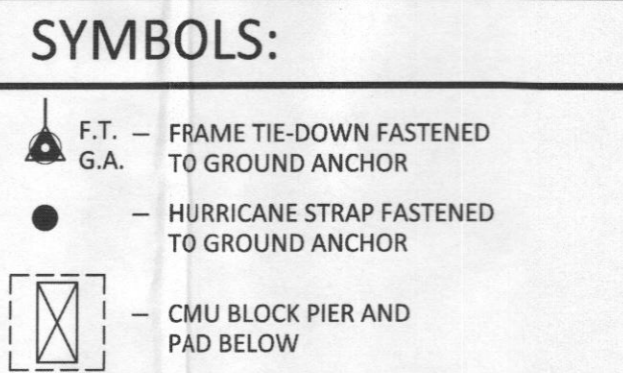 SYMBOLS:
F.T. – FRAME TIE-DOWN FASTENED
G.A. TO GROUND ANCHOR
– HURRICANE STRAP FASTENED
TO GROUND ANCHOR
– CMU BLOCK PIER AND
PAD BELOW